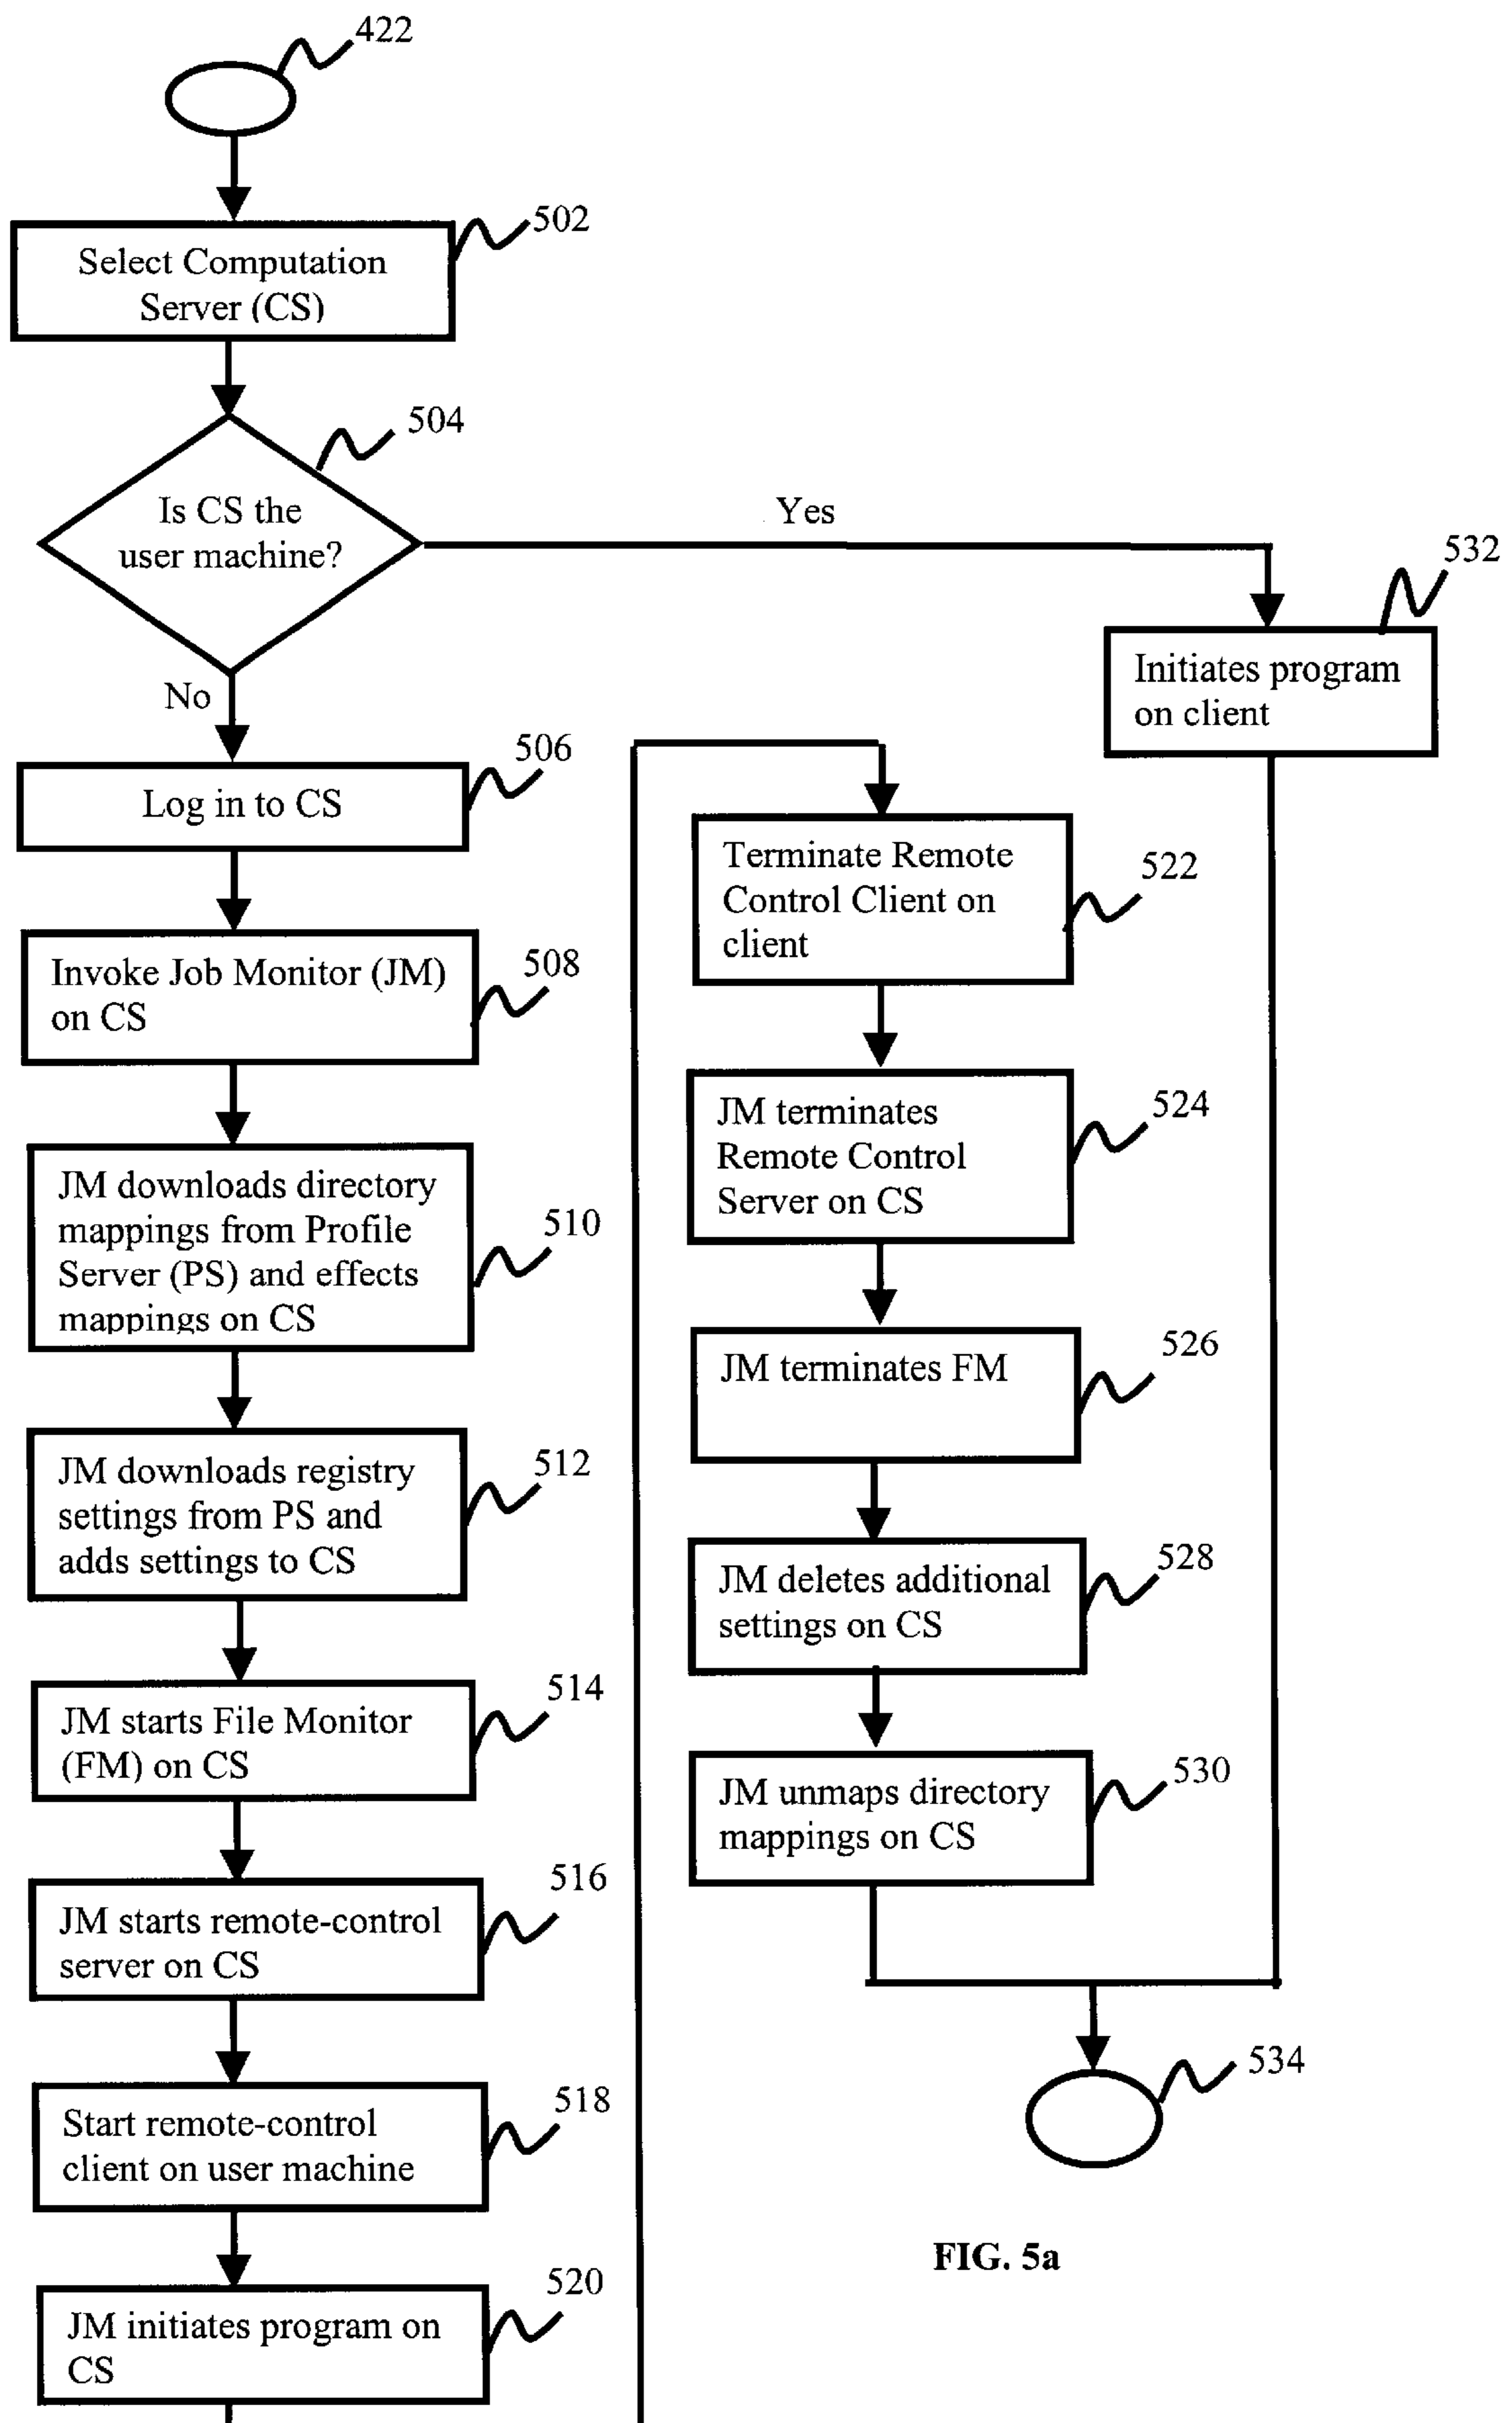 422
502
Select Computation
Server (CS)
504
Is CS the
user machine?
Yes
No
532
Initiates program
on client
506
Log in to CS
508
Invoke Job Monitor (JM)
on CS
510
JM downloads directory
mappings from Profile
Server (PS) and effects
mappings on CS
512
JM downloads registry
settings from PS and
adds settings to CS
514
JM starts File Monitor
(FM) on CS
516
JM starts remote-control
server on CS
518
Start remote-control
client on user machine
520
JM initiates program on
CS
522
Terminate Remote
Control Client on
client
524
JM terminates
Remote Control
Server on CS
526
JM terminates FM
528
JM deletes additional
settings on CS
530
JM unmaps directory
mappings on CS
534
FIG. 5a